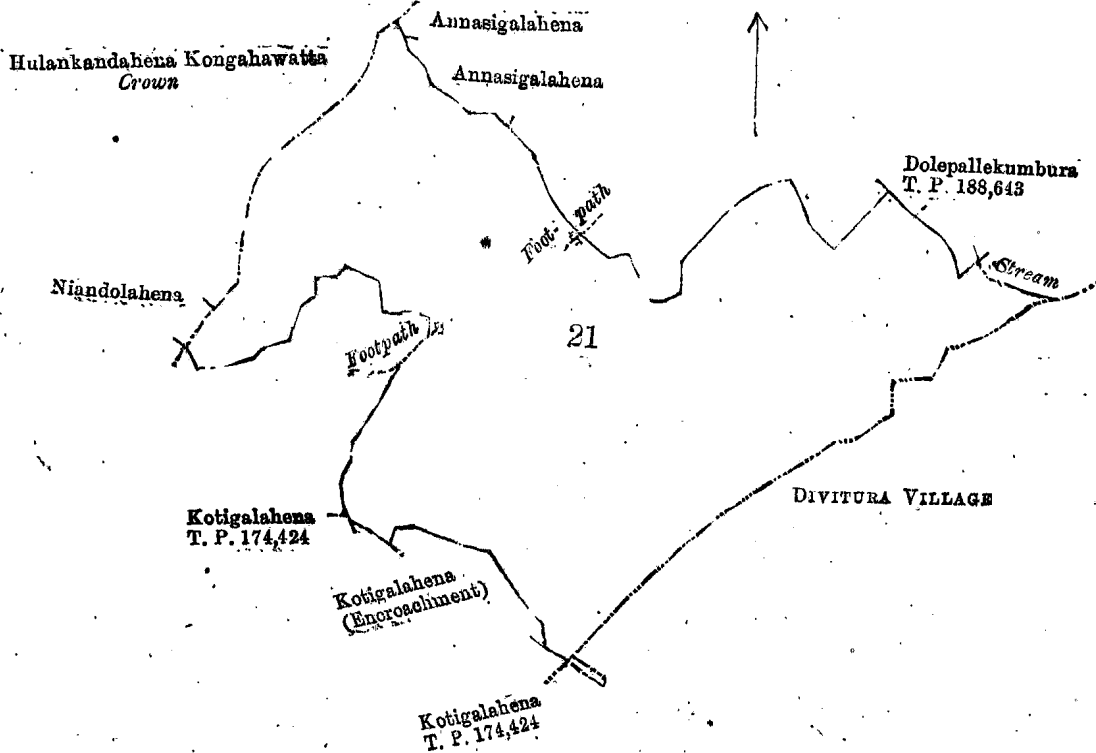 Annasigalahena
Hulankandahena Kongahawatta
Crown
Annasigalahena
Dolepallekumbura
T. P. 188,643
Foot-path
Stream
Niandolahena
Footpath
21
DIVITURA VILLAGE
Kotigalahena
T. P. 174,424
Kotigalahena
(Encroachment)
Kotigalahena
T. P. 174,424